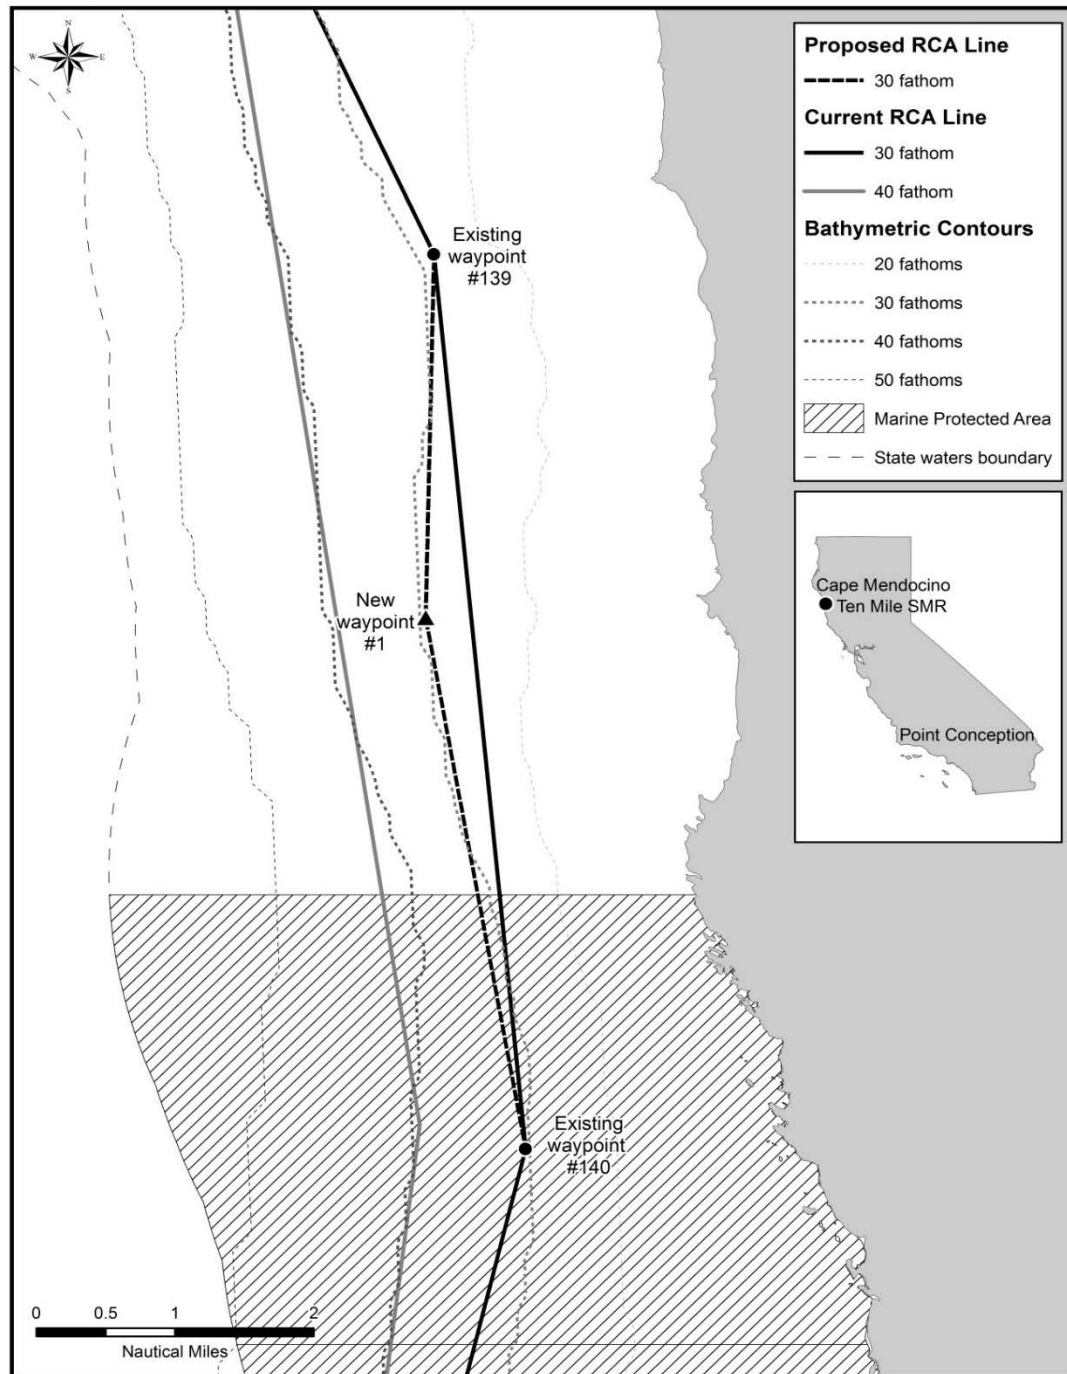 N
W
E
S
Proposed RCA Line
30 fathom
Current RCA Line
30 fathom
40 fathom
Bathymetric Contours
20 fathoms
30 fathoms
40 fathoms
50 fathoms
Marine Protected Area
State waters boundary
Existing
waypoint
#139
New
waypoint
#1
Existing
waypoint
#140
Cape Mendocino
Ten Mile SMR
Point Conception
0 0.5 1 2
Nautical Miles